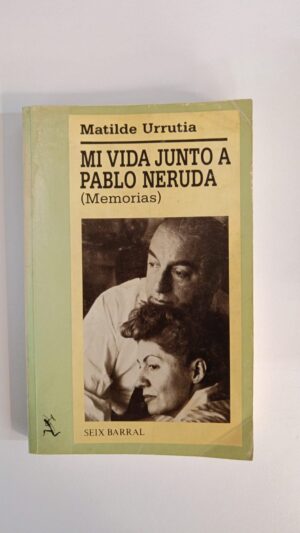 Matilde Urrutia
MI VIDA JUNTO A
PABLO NERUDA
(Memorias)
SEIX BARRAL